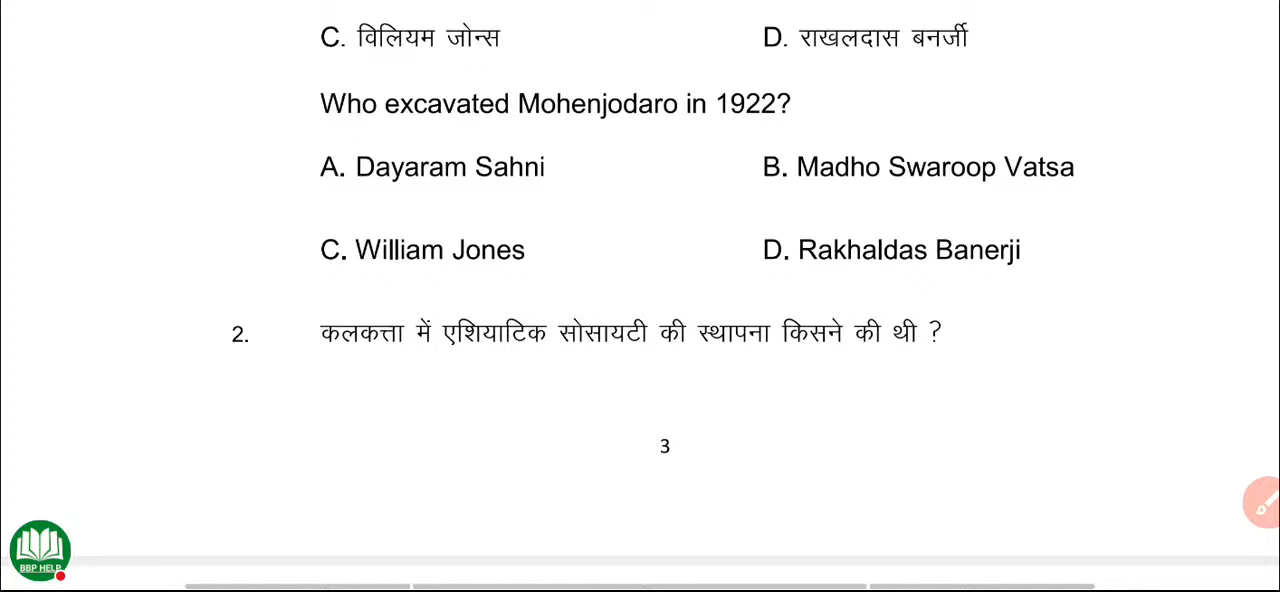 C. विलियम जोन्स D. राखलदास बनर्जी
Who excavated Mohenjodaro in 1922?
A. Dayaram Sahni B. Madho Swaroop Vatsa
C. William Jones D. Rakhaldas Banerji
2. कलकत्ता में एशियाटिक सोसायटी की स्थापना किसने की थी ?
3
BBP HELP